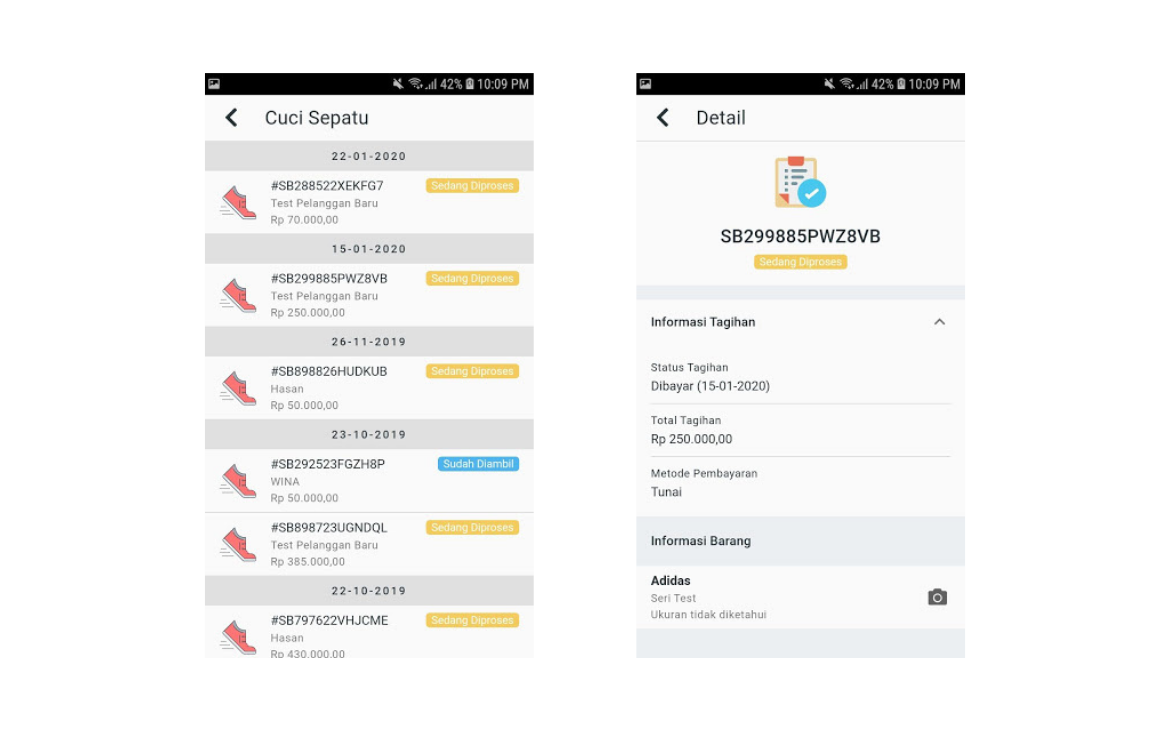 42% 10:09 PM
Cuci Sepatu
22-01-2020
#SB288522XEKFG7 Sedang Diproses
Test Pelanggan Baru
Rp 70.000,00
15-01-2020
#SB299885PWZ8VB Sedang Diproses
Test Pelanggan Baru
Rp 250.000,00
26-11-2019
#SB898826HUDKUB Sedang Diproses
Hasan
Rp 50.000,00
23-10-2019
#SB292523FGZH8P Sudah Diambil
WINA
Rp 50.000,00
#SB898723UGNDQL Sedang Diproses
Test Pelanggan Baru
Rp 385.000,00
22-10-2019
#SB797622VHJCME Sedang Diproses
Hasan
Rp 430.000,00
42% 10:09 PM
Detail
SB299885PWZ8VB
Sedang Diproses
Informasi Tagihan
Status Tagihan
Dibayar (15-01-2020)
Total Tagihan
Rp 250.000,00
Metode Pembayaran
Tunai
Informasi Barang
Adidas
Seri Test
Ukuran tidak diketahui